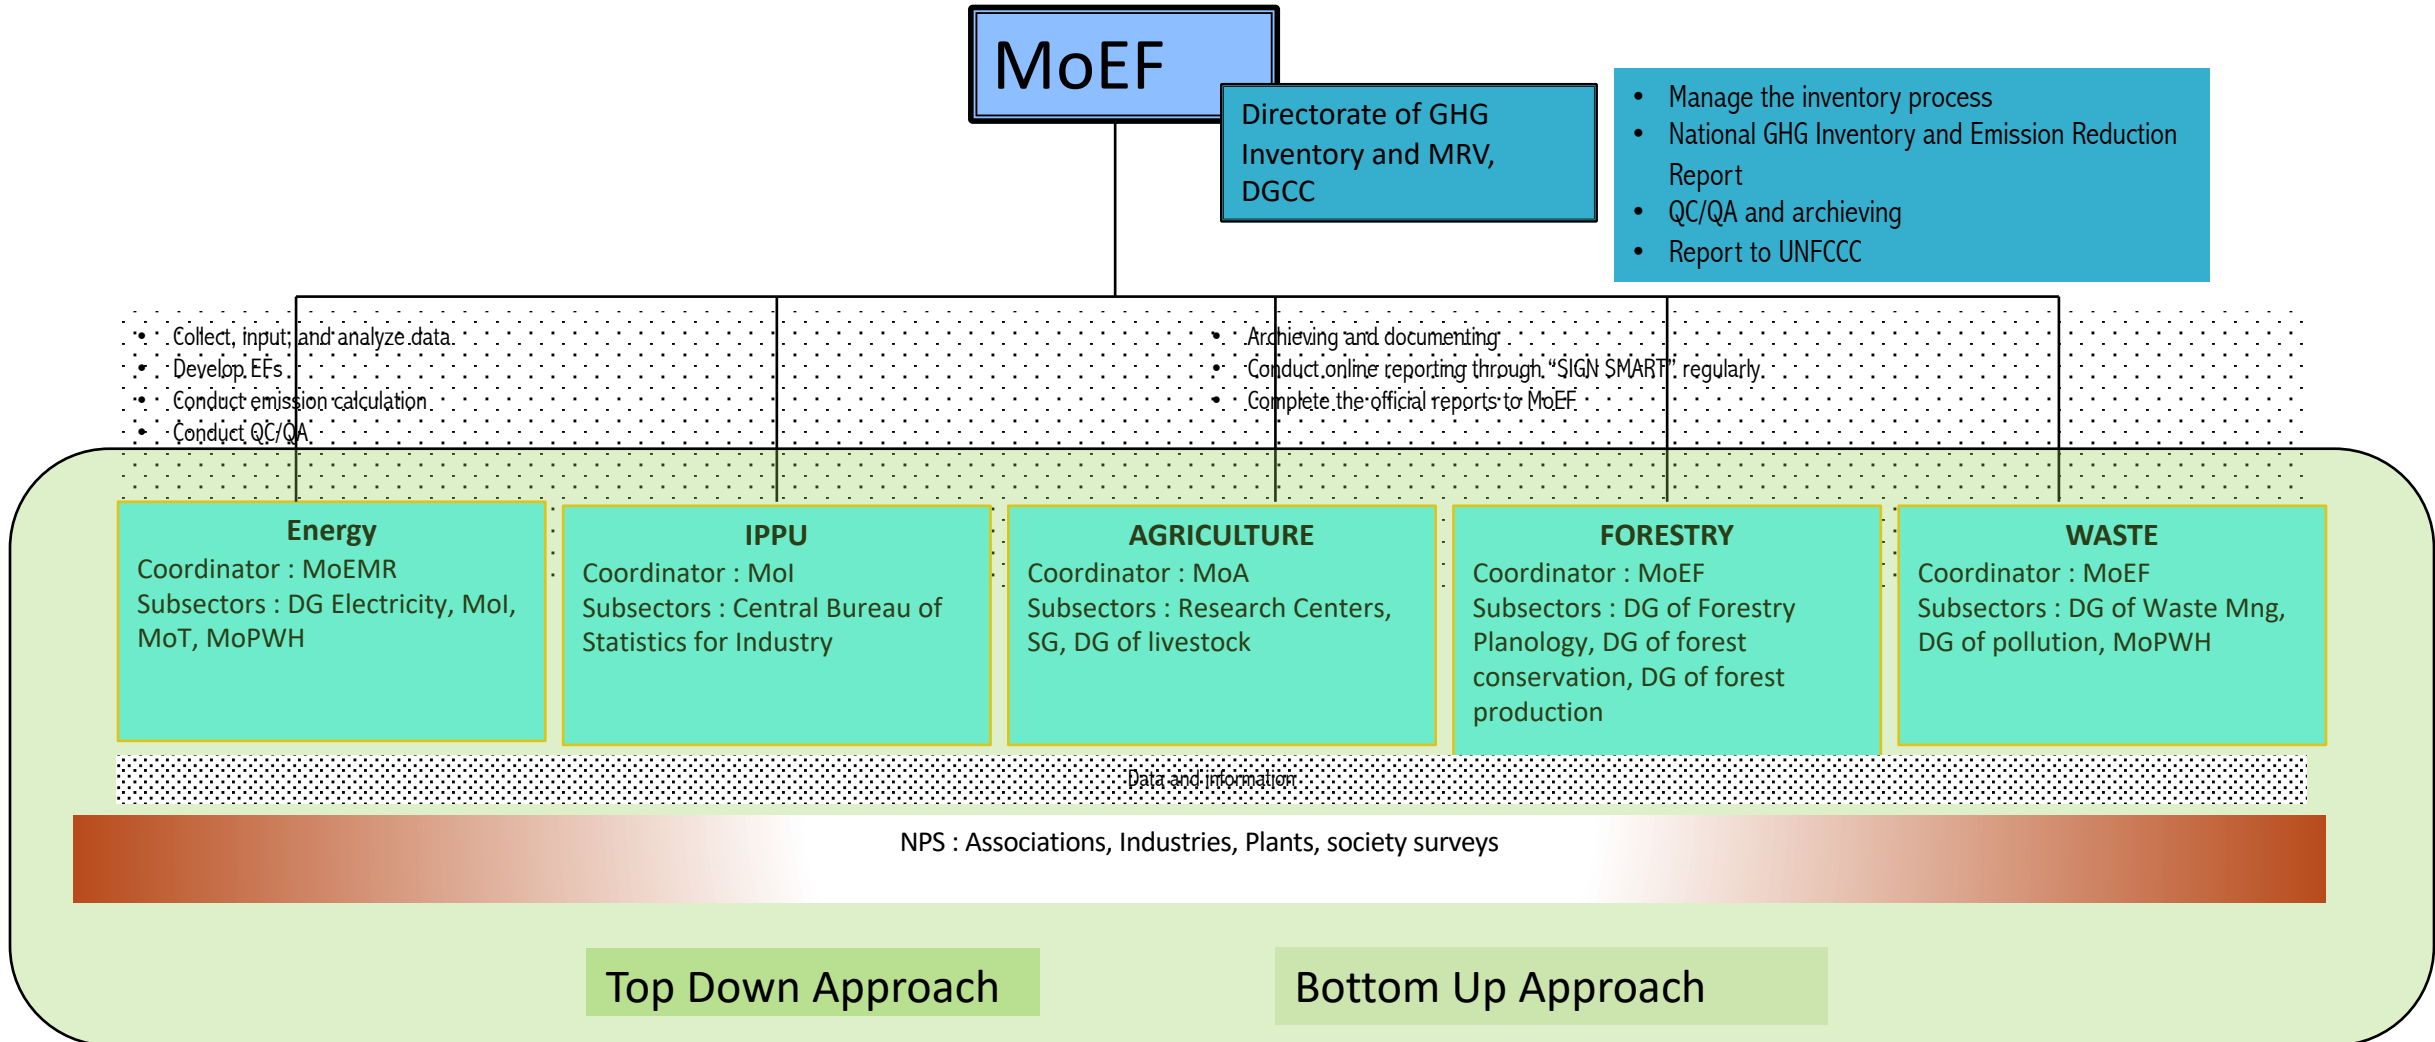 MoEF
Directorate of GHG
Inventory and MRV,
DGCC
• Manage the inventory process
• National GHG Inventory and Emission Reduction
Report
• QC/QA and archieving
• Report to UNFCCC
• Collect, input, and analyze data
• Develop EFs
• Conduct emission calculation
• Conduct QC/QA
• Archieving and documenting
• Conduct online reporting through “SIGN SMART” regularly
• Complete the official reports to MoEF
Energy
Coordinator : MoEMR
Subsectors : DG Electricity, MoI,
MoT, MoPWH
IPPU
Coordinator : MoI
Subsectors : Central Bureau of
Statistics for Industry
AGRICULTURE
Coordinator : MoA
Subsectors : Research Centers,
SG, DG of livestock
FORESTRY
Coordinator : MoEF
Subsectors : DG of Forestry
Planology, DG of forest
conservation, DG of forest
production
WASTE
Coordinator : MoEF
Subsectors : DG of Waste Mng,
DG of pollution, MoPWH
Data and information
NPS : Associations, Industries, Plants, society surveys
Top Down Approach
Bottom Up Approach